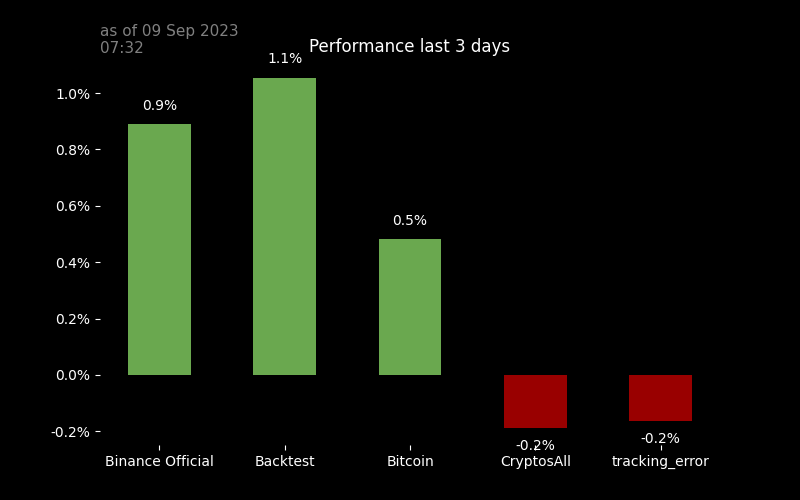 as of 09 Sep 2023
07:32
Performance last 3 days
1.1%
1.0%
0.9%
0.8%
0.6%
0.5%
0.4%
0.2%
0.0%
-0.2%
-0.2%
-0.2%
Binance Official
Backtest
Bitcoin
CryptosAll
tracking_error